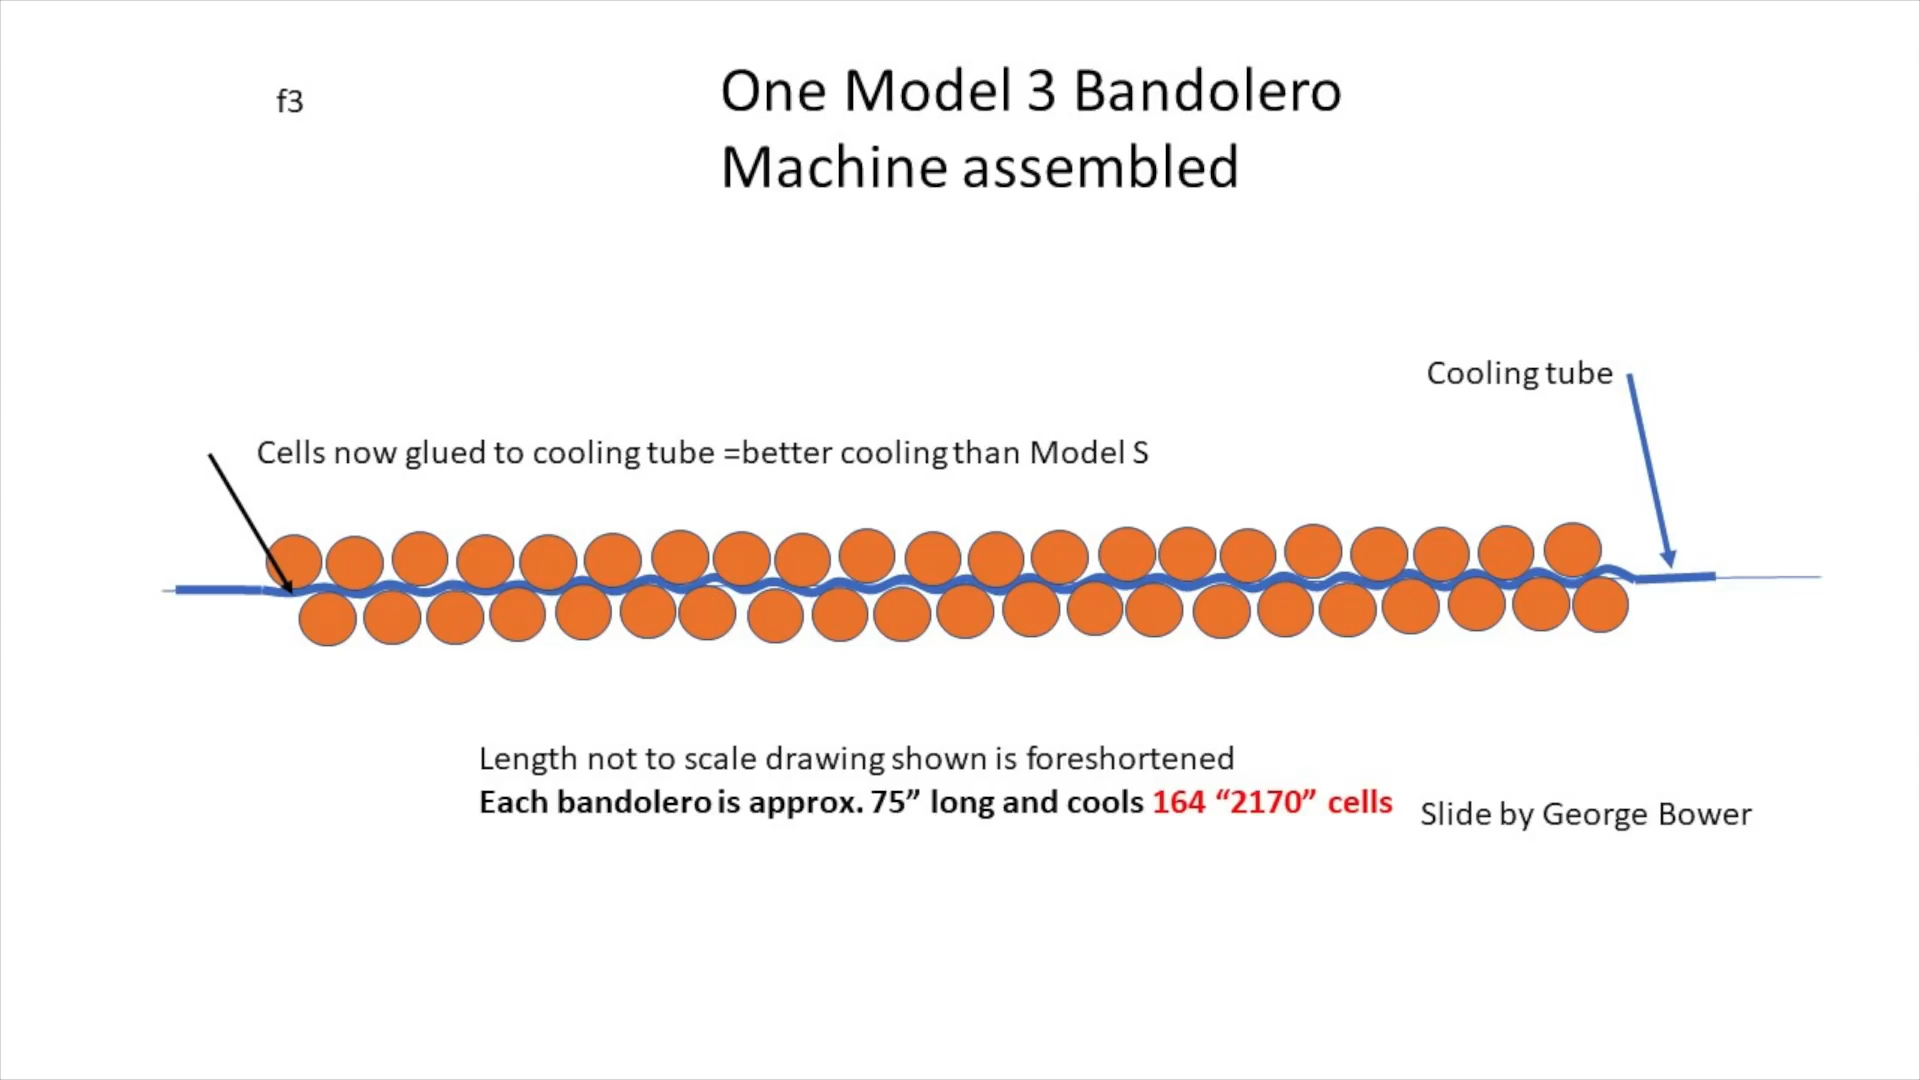 f3
One Model 3 Bandolero
Machine assembled
Cooling tube
Cells now glued to cooling tube =better cooling than Model S
Length not to scale drawing shown is foreshortened
Each bandolero is approx. 75” long and cools 164 “2170” cells
Slide by George Bower